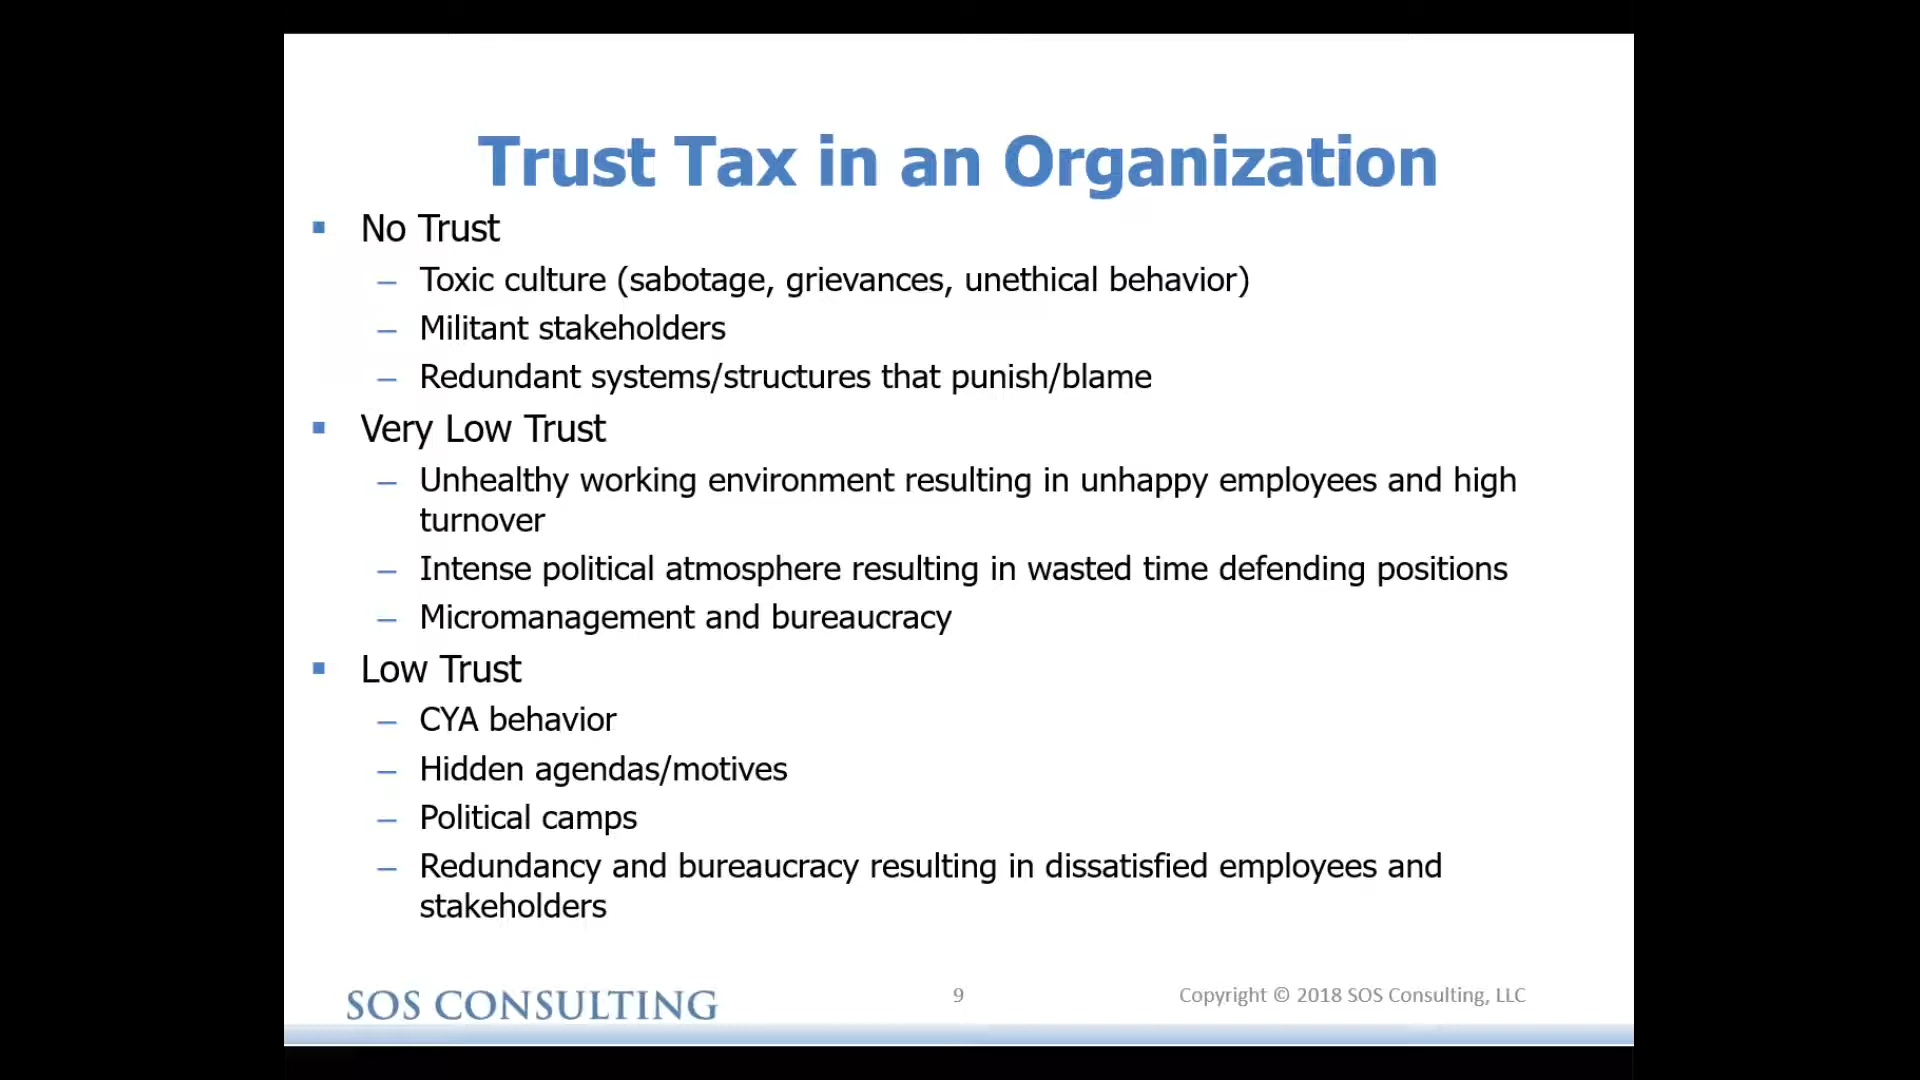 Trust Tax in an Organization
▪ No Trust
– Toxic culture (sabotage, grievances, unethical behavior)
– Militant stakeholders
– Redundant systems/structures that punish/blame
▪ Very Low Trust
– Unhealthy working environment resulting in unhappy employees and high
turnover
– Intense political atmosphere resulting in wasted time defending positions
– Micromanagement and bureaucracy
▪ Low Trust
– CYA behavior
– Hidden agendas/motives
– Political camps
– Redundancy and bureaucracy resulting in dissatisfied employees and
stakeholders
SOS CONSULTING
9
Copyright © 2018 SOS Consulting, LLC